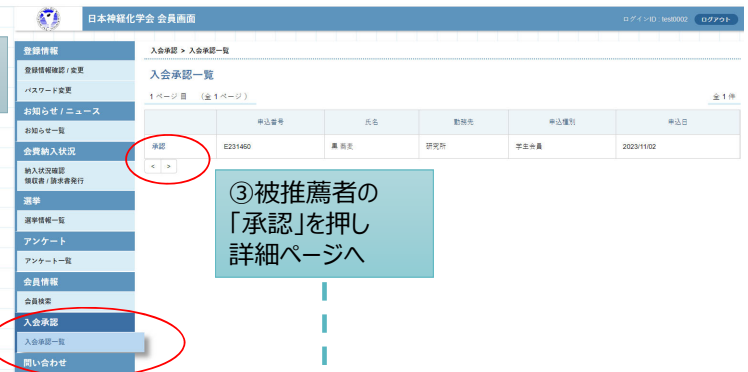 日本神経化学会 会員画面
ログインID : test0002
ログアウト
登録情報
登録情報確認 / 変更
パスワード変更
お知らせ / ニュース
お知らせ一覧
会費納入状況
納入状況確認
領収書 / 請求書発行
選挙
選挙情報一覧
アンケート
アンケート一覧
会員情報
会員検索
入会承認
入会承認一覧
問い合わせ
入会承認 > 入会承認一覧
入会承認一覧
1 ページ目 (全 1 ページ )
全 1 件
申込番号 氏名 勤務先 申込種別 申込日
承認 E231460 研究所 学生会員 2023/11/02
< >
③被推薦者の
「承認」を押し
詳細ページへ